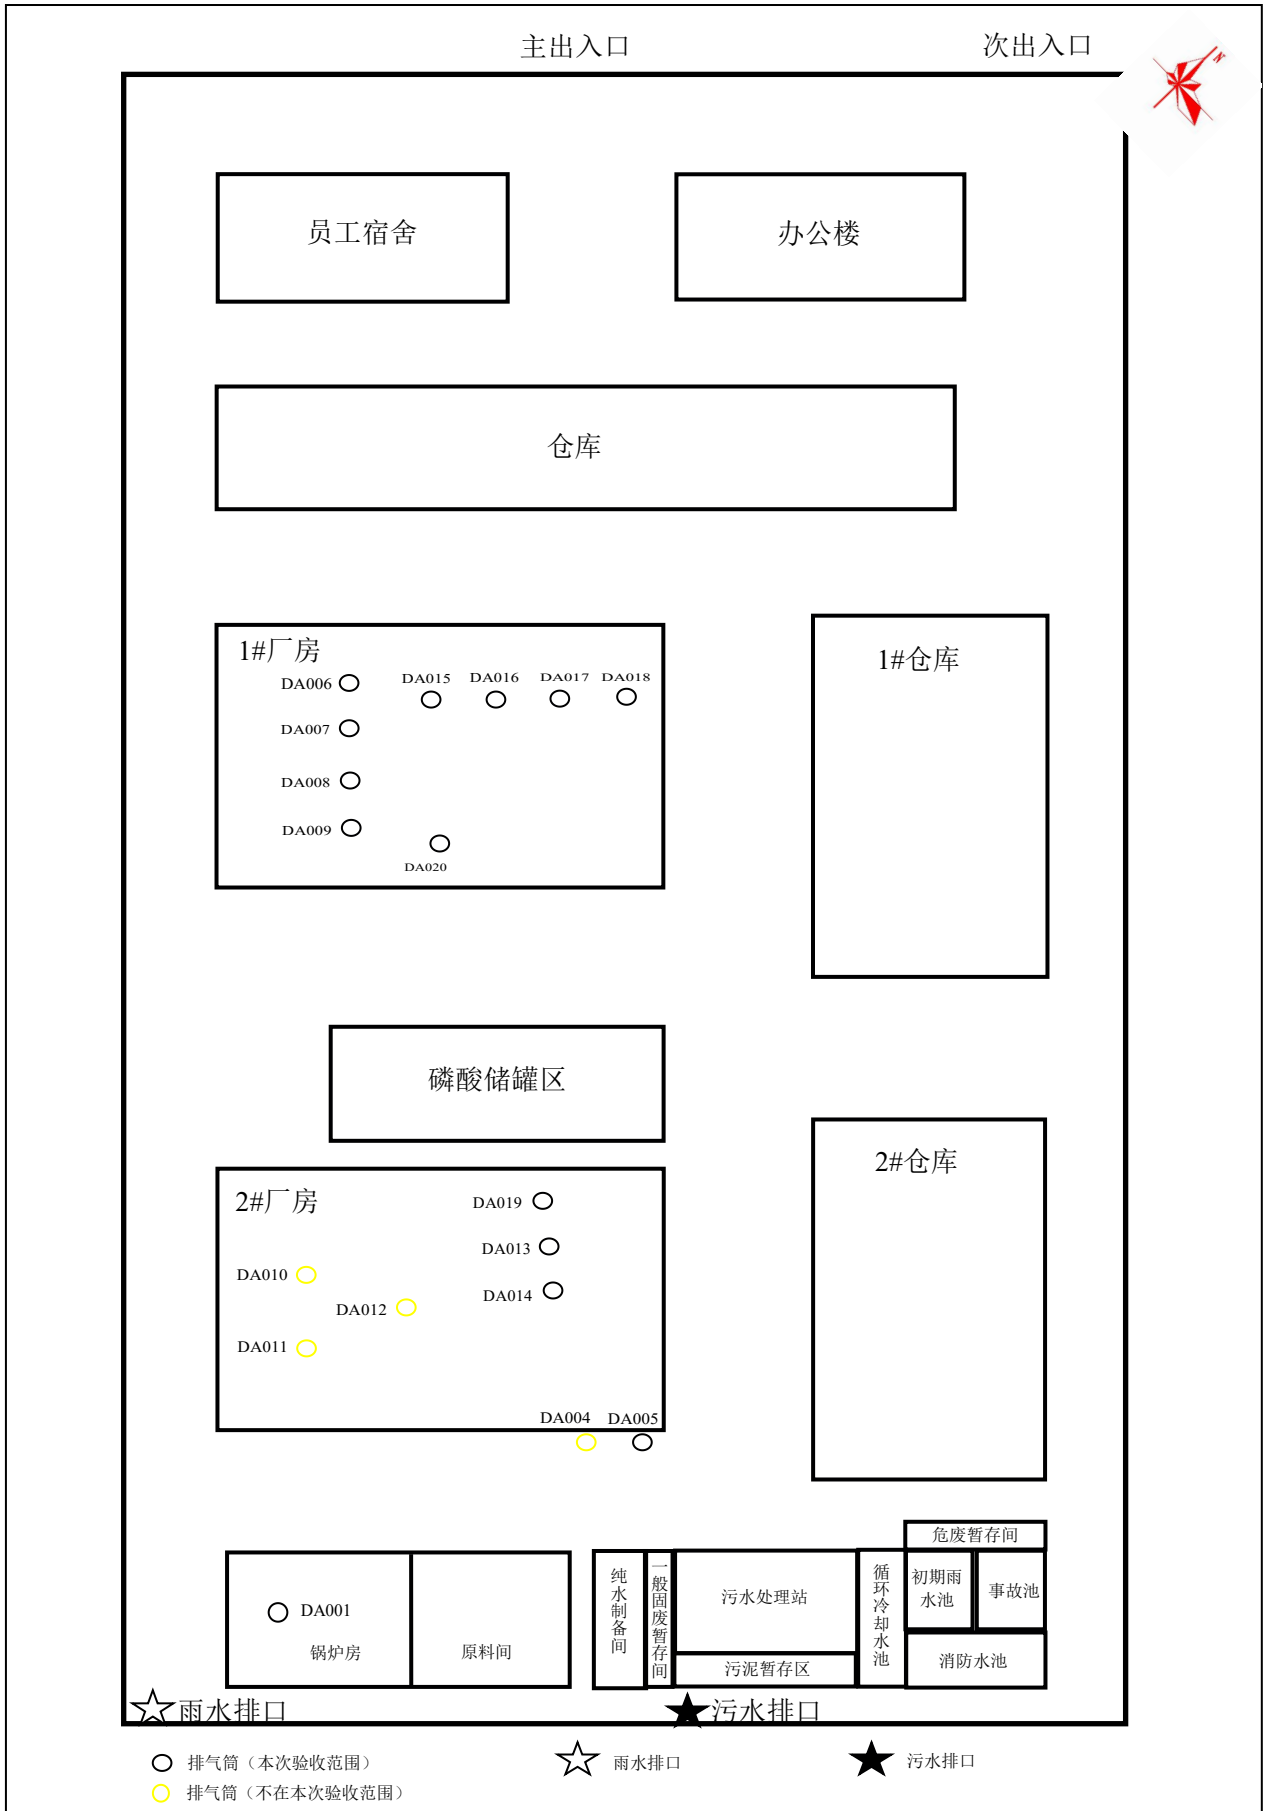 主出入口
次出入口
N
员工宿舍
办公楼
仓库
1#厂房
DA006
DA015
DA016
DA017
DA018
DA007
DA008
DA009
DA020
1#仓库
磷酸储罐区
2#仓库
2#厂房
DA019
DA013
DA010
DA014
DA012
DA011
DA004
DA005
危废暂存间
DA001
锅炉房
原料间
纯水制备间
一般固废暂存间
污水处理站
污泥暂存区
循环冷却水池
初期雨
水池
事故池
消防水池
雨水排口
污水排口
排气筒（本次验收范围）
雨水排口
污水排口
排气筒（不在本次验收范围）